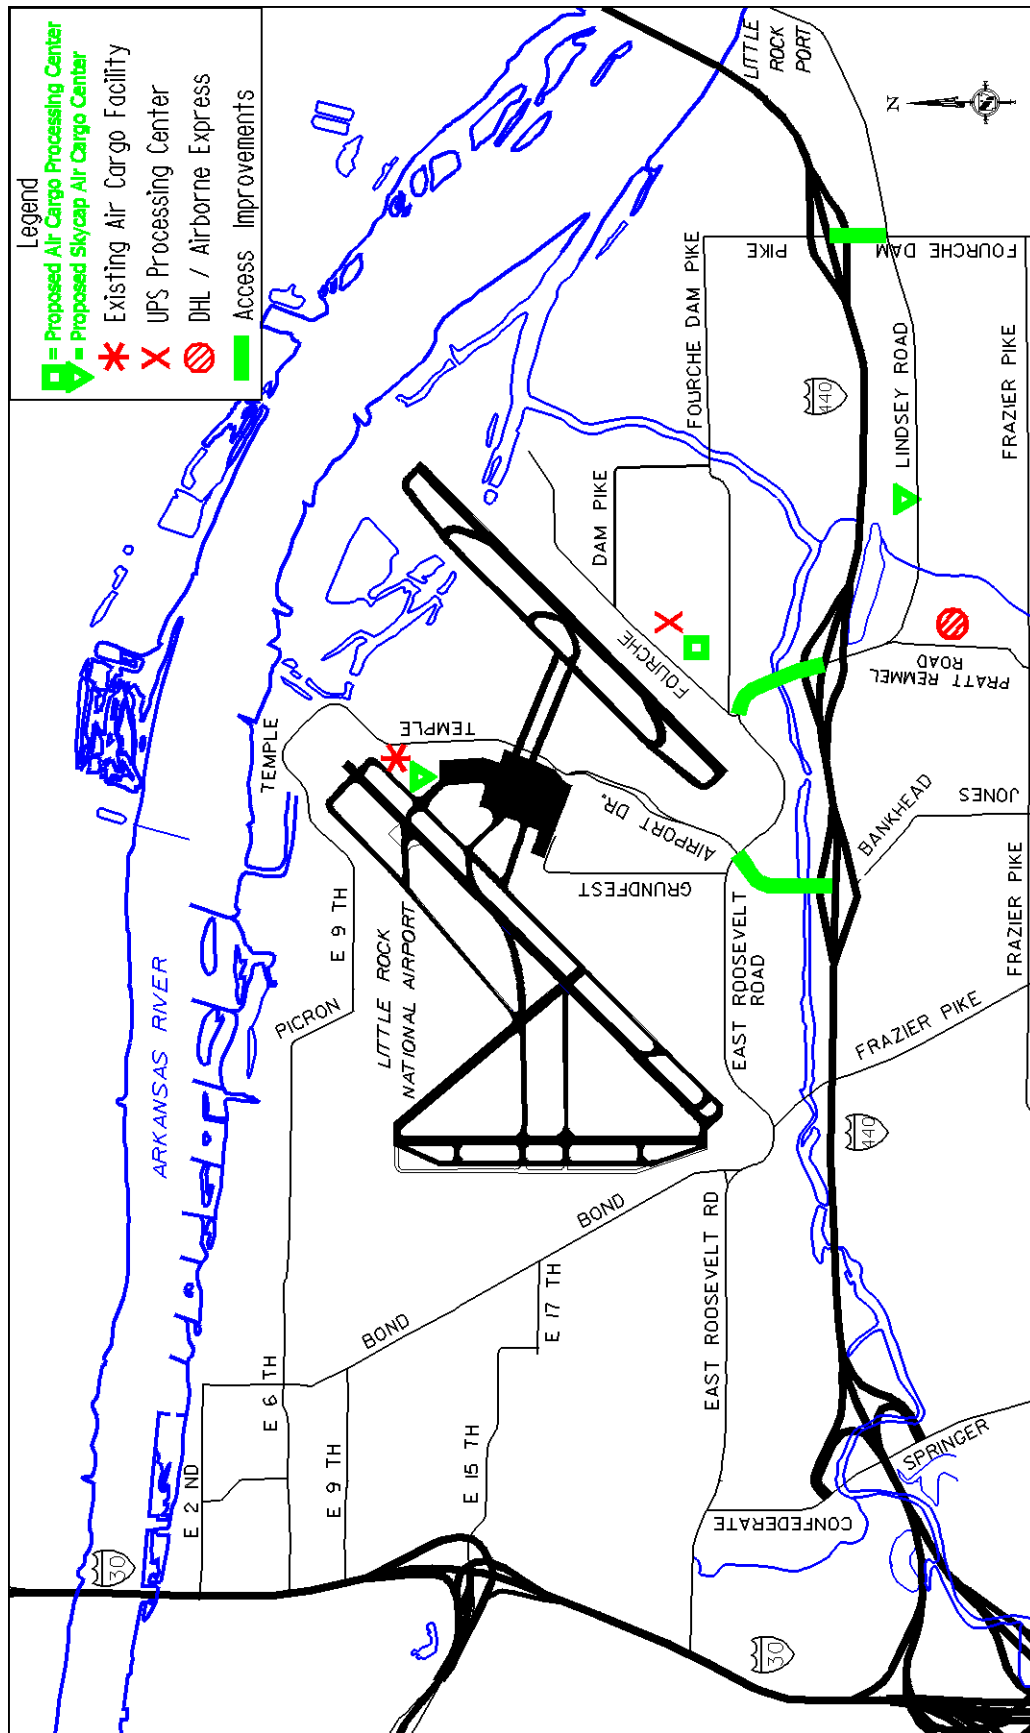 Legend
= Proposed Air Cargo Processing Center
= Proposed Skycap Air Cargo Center
Existing Air Cargo Facility
UPS Processing Center
DHL / Airborne Express
Access Improvements
N
30
ARKANSAS RIVER
E 2 ND
E 6 TH
E 9 TH
BOND
PICRON
E 9 TH
TEMPLE
TEMPLE
LITTLE ROCK
NATIONAL AIRPORT
E 15 TH
E 17 TH
BOND
GRUNDFEST
AIRPORT DR.
FOURCHE
DAM PIKE
FOURCHE DAM PIKE
PIKE
FOURCHE DAM
LITTLE
ROCK
PORT
CONFEDERATE
EAST ROOSEVELT RD
EAST ROOSEVELT
ROAD
30
SPRINGER
440
FRAZIER PIKE
BANKHEAD
JONES
FRAZIER PIKE
PRATT REMMEL
ROAD
440
LINDSEY ROAD
FRAZIER PIKE